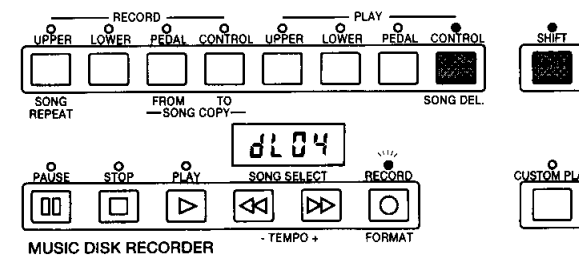 RECORD PLAY
UPPER LOWER PEDAL CONTROL UPPER LOWER PEDAL CONTROL SHIFT
SONG REPEAT FROM TO SONG DEL.
SONG COPY
dL04
PAUSE STOP PLAY SONG SELECT RECORD CUSTOM PLA
- TEMPO + FORMAT
MUSIC DISK RECORDER